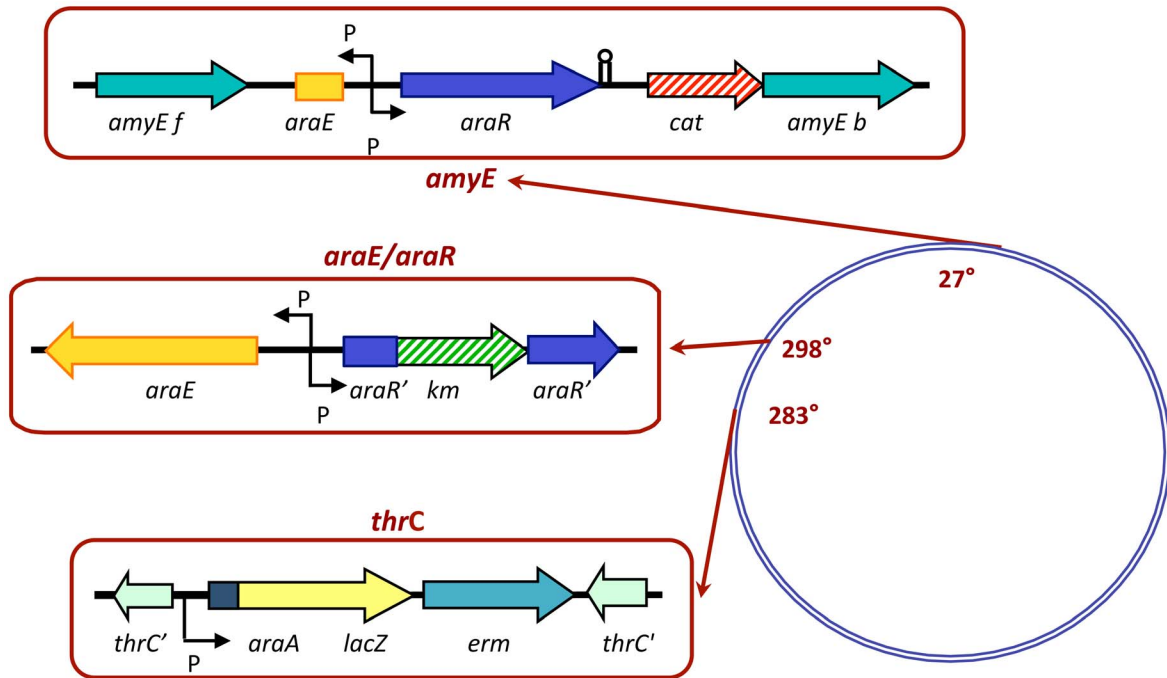 P
amyE f araE araR cat amyE b
P
amyE
27°
araE/araR
P
298°
araE araR’ km araR’
P
283°
thrC
thrC’ araA lacZ erm thrC'
P